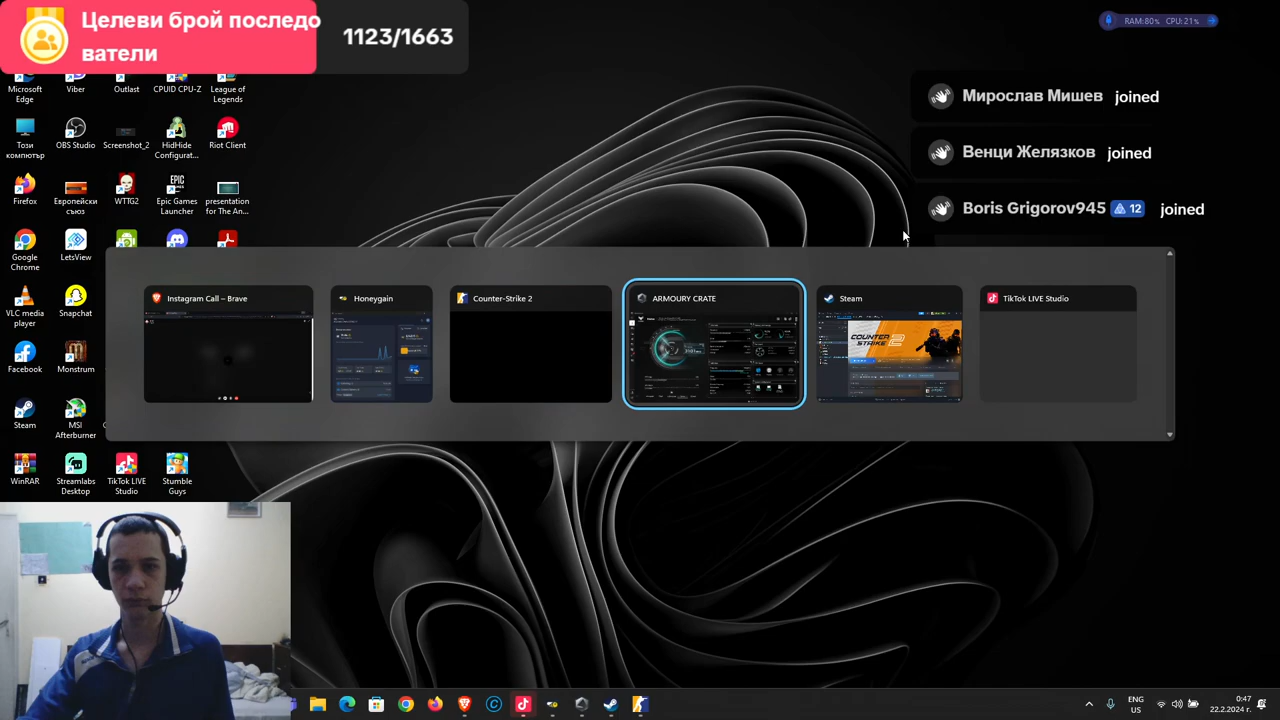 Целеви брой последо
ватели
1123/1663
RAM:80% CPU:21%
Microsoft
Edge
Viber
Outlast
CPUID CPU-Z
League of
Legends
Мирослав Мишев joined
Този
компютър
OBS Studio
Screenshot_2
HidHide
Configurat...
Riot Client
Венци Желязков joined
Firefox
Европейски
съюз
WTTG2
Epic Games
Launcher
presentation
for The An...
Boris Grigorov945 12 joined
Google
Chrome
LetsView
Instagram Call – Brave
Honeygain
Counter-Strike 2
ARMOURY CRATE
Steam
TikTok LIVE Studio
COUNTER
STRIKE 2
VLC media
player
Snapchat
Facebook
Monstrum
Steam
MSI
Afterburner
WinRAR
Streamlabs
Desktop
TikTok LIVE
Studio
Stumble
Guys
ENG
US
0:47
22.2.2024 г.